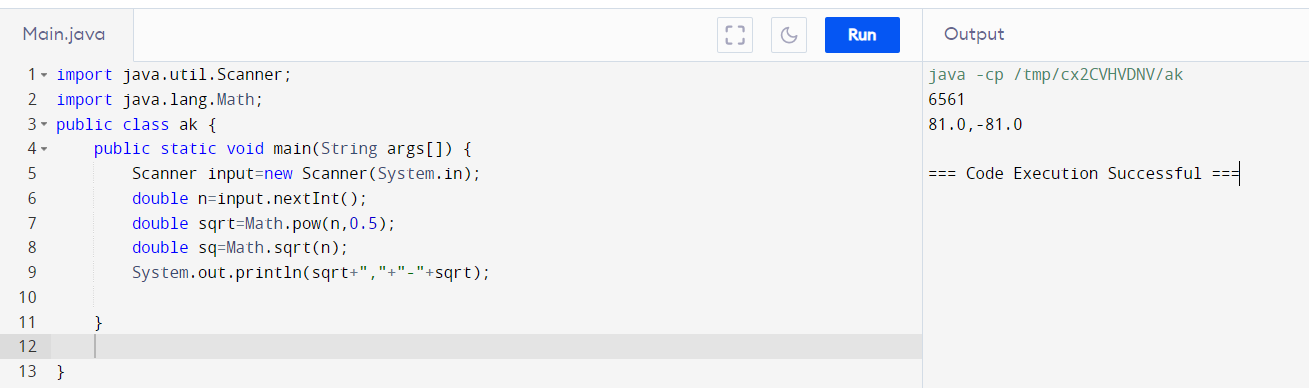 Main.java
Run
Output
1 import java.util.Scanner;
2 import java.lang.Math;
3 public class ak {
4 public static void main(String args[]) {
5 Scanner input=new Scanner(System.in);
6 double n=input.nextInt();
7 double sqrt=Math.pow(n,0.5);
8 double sq=Math.sqrt(n);
9 System.out.println(sqrt+","+"-"+sqrt);
10
11 }
12
13 }
java -cp /tmp/cx2CVHVDNV/ak
6561
81.0,-81.0
=== Code Execution Successful ===